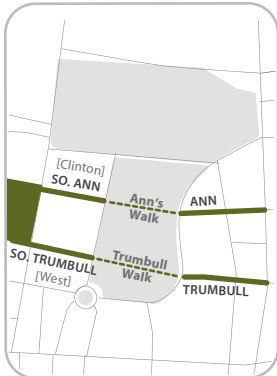 [Clinton]
SO. ANN
Ann's
Walk
ANN
SO. TRUMBULL
[West]
Trumbull
Walk
TRUMBULL